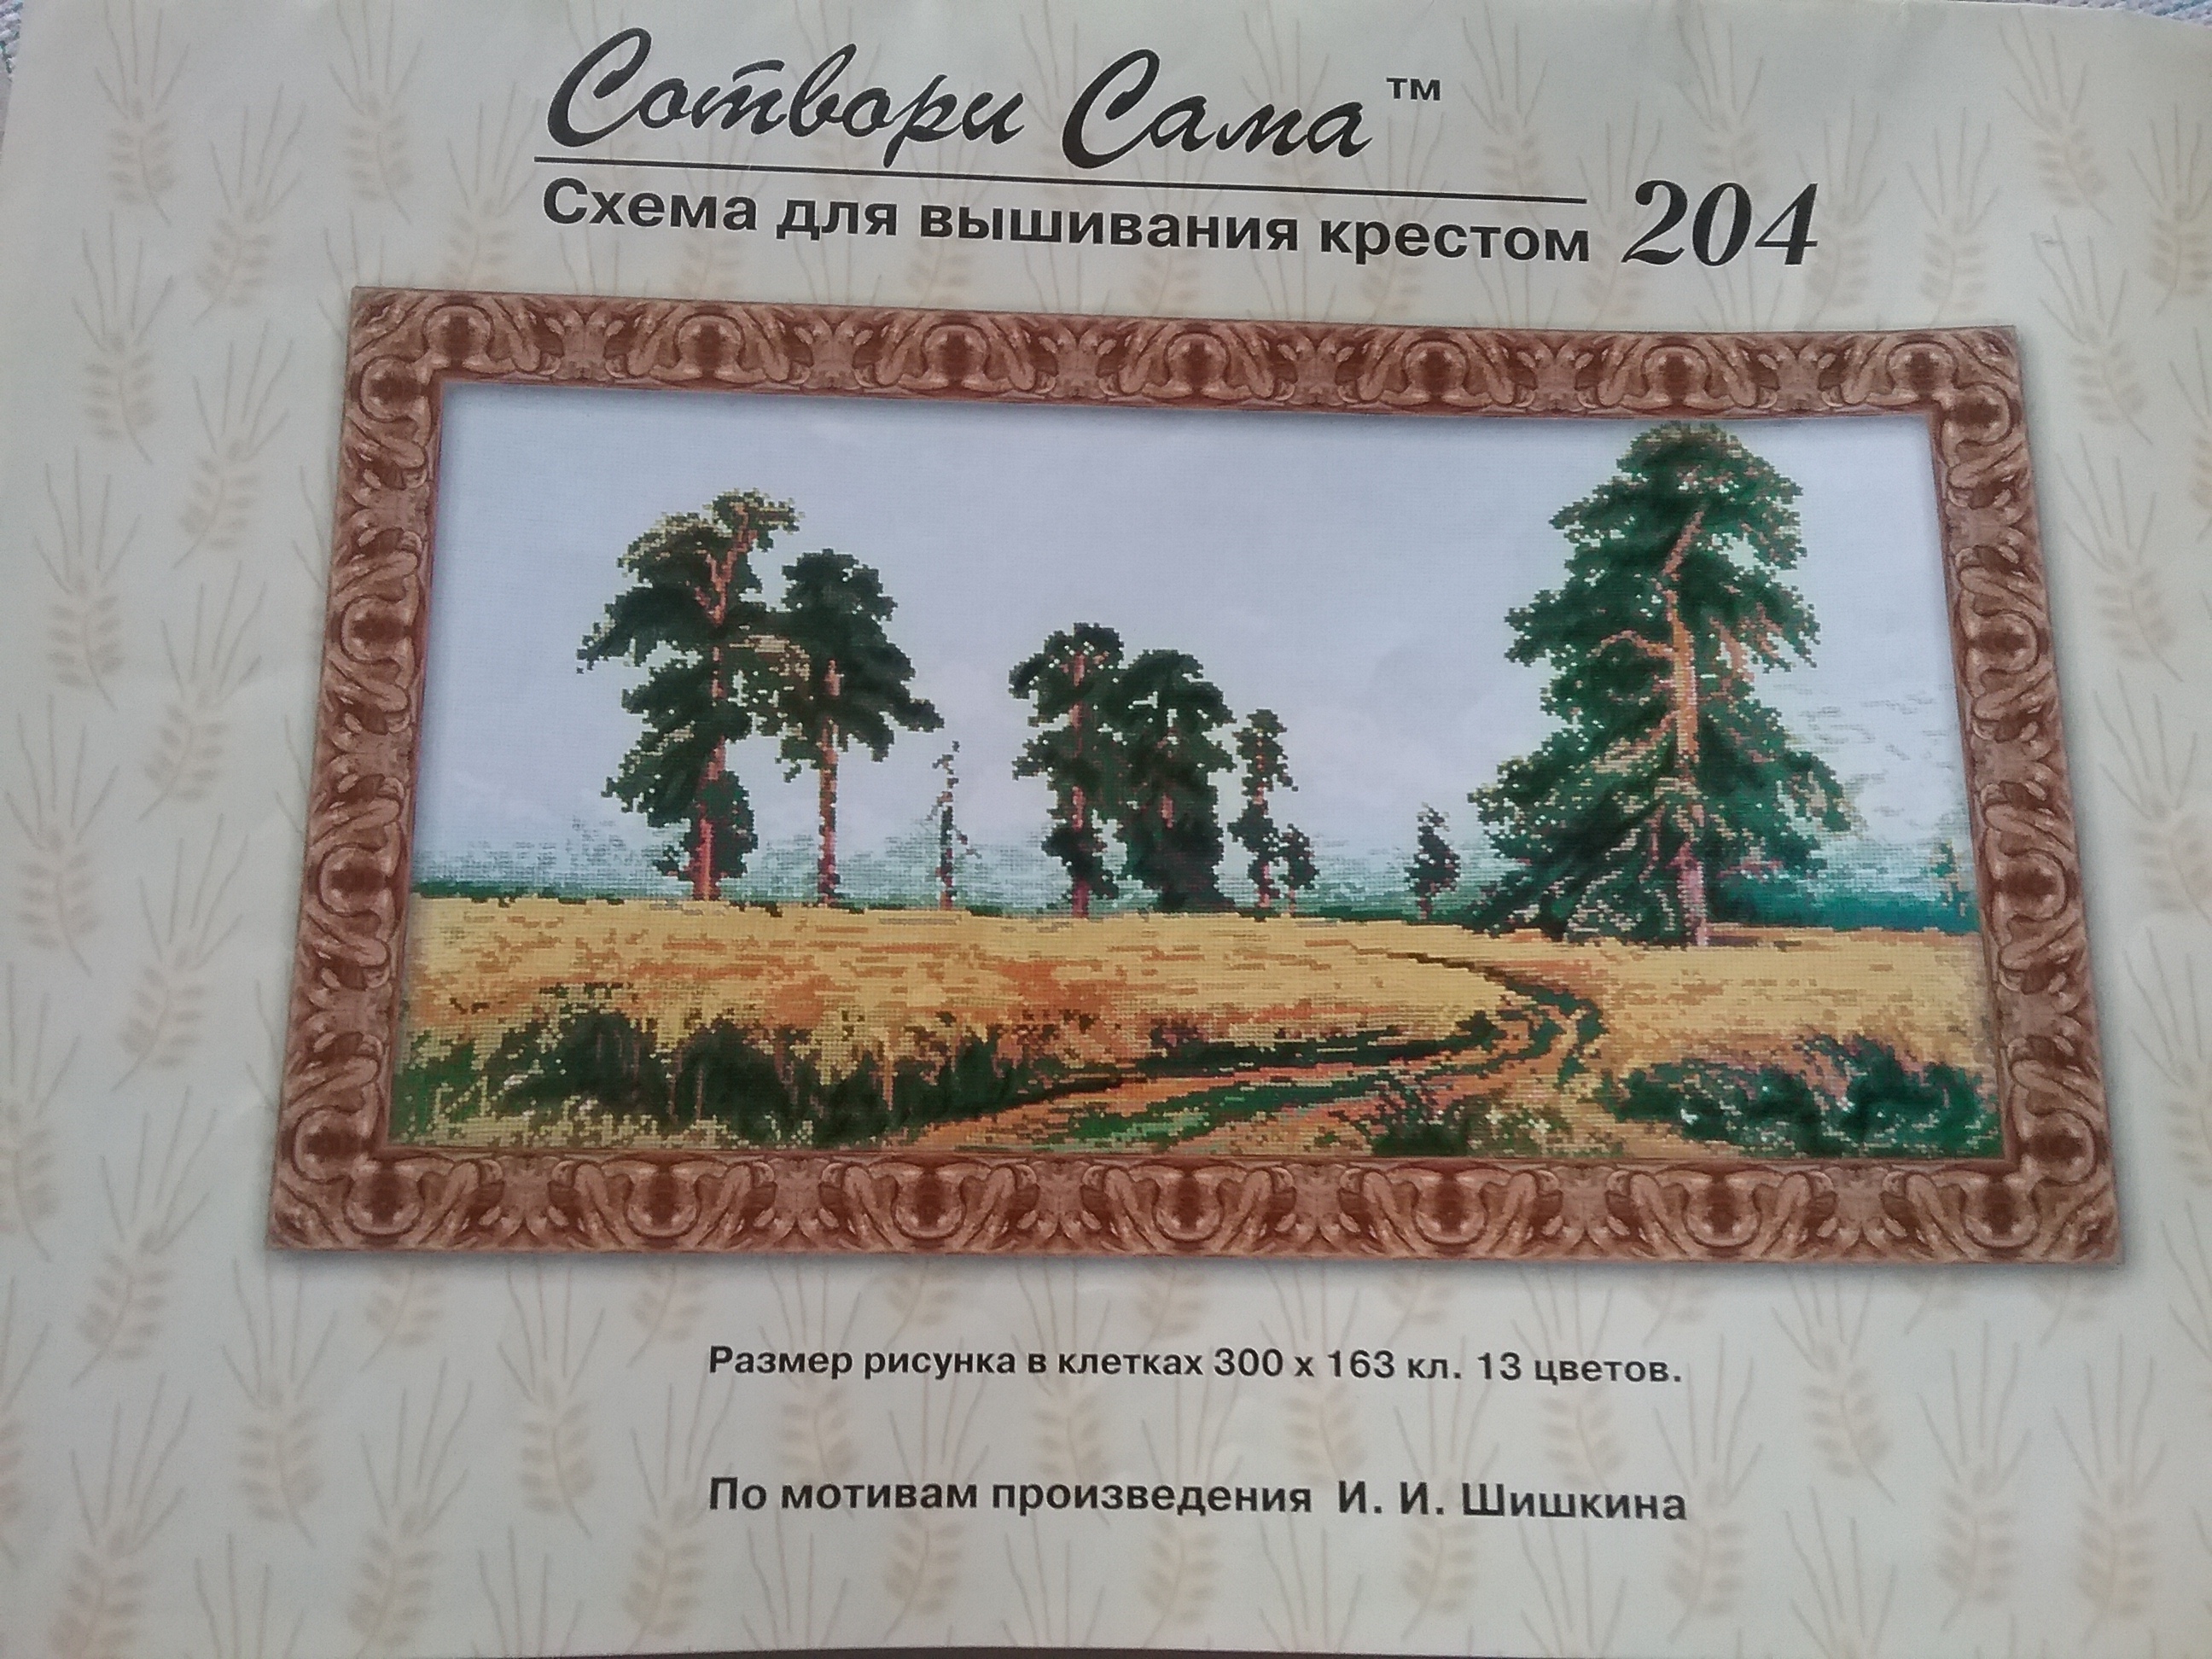 Сотвори Сама™
Схема для вышивания крестом 204
Размер рисунка в клетках 300 х 163 кл. 13 цветов.
По мотивам произведения И. И. Шишкина